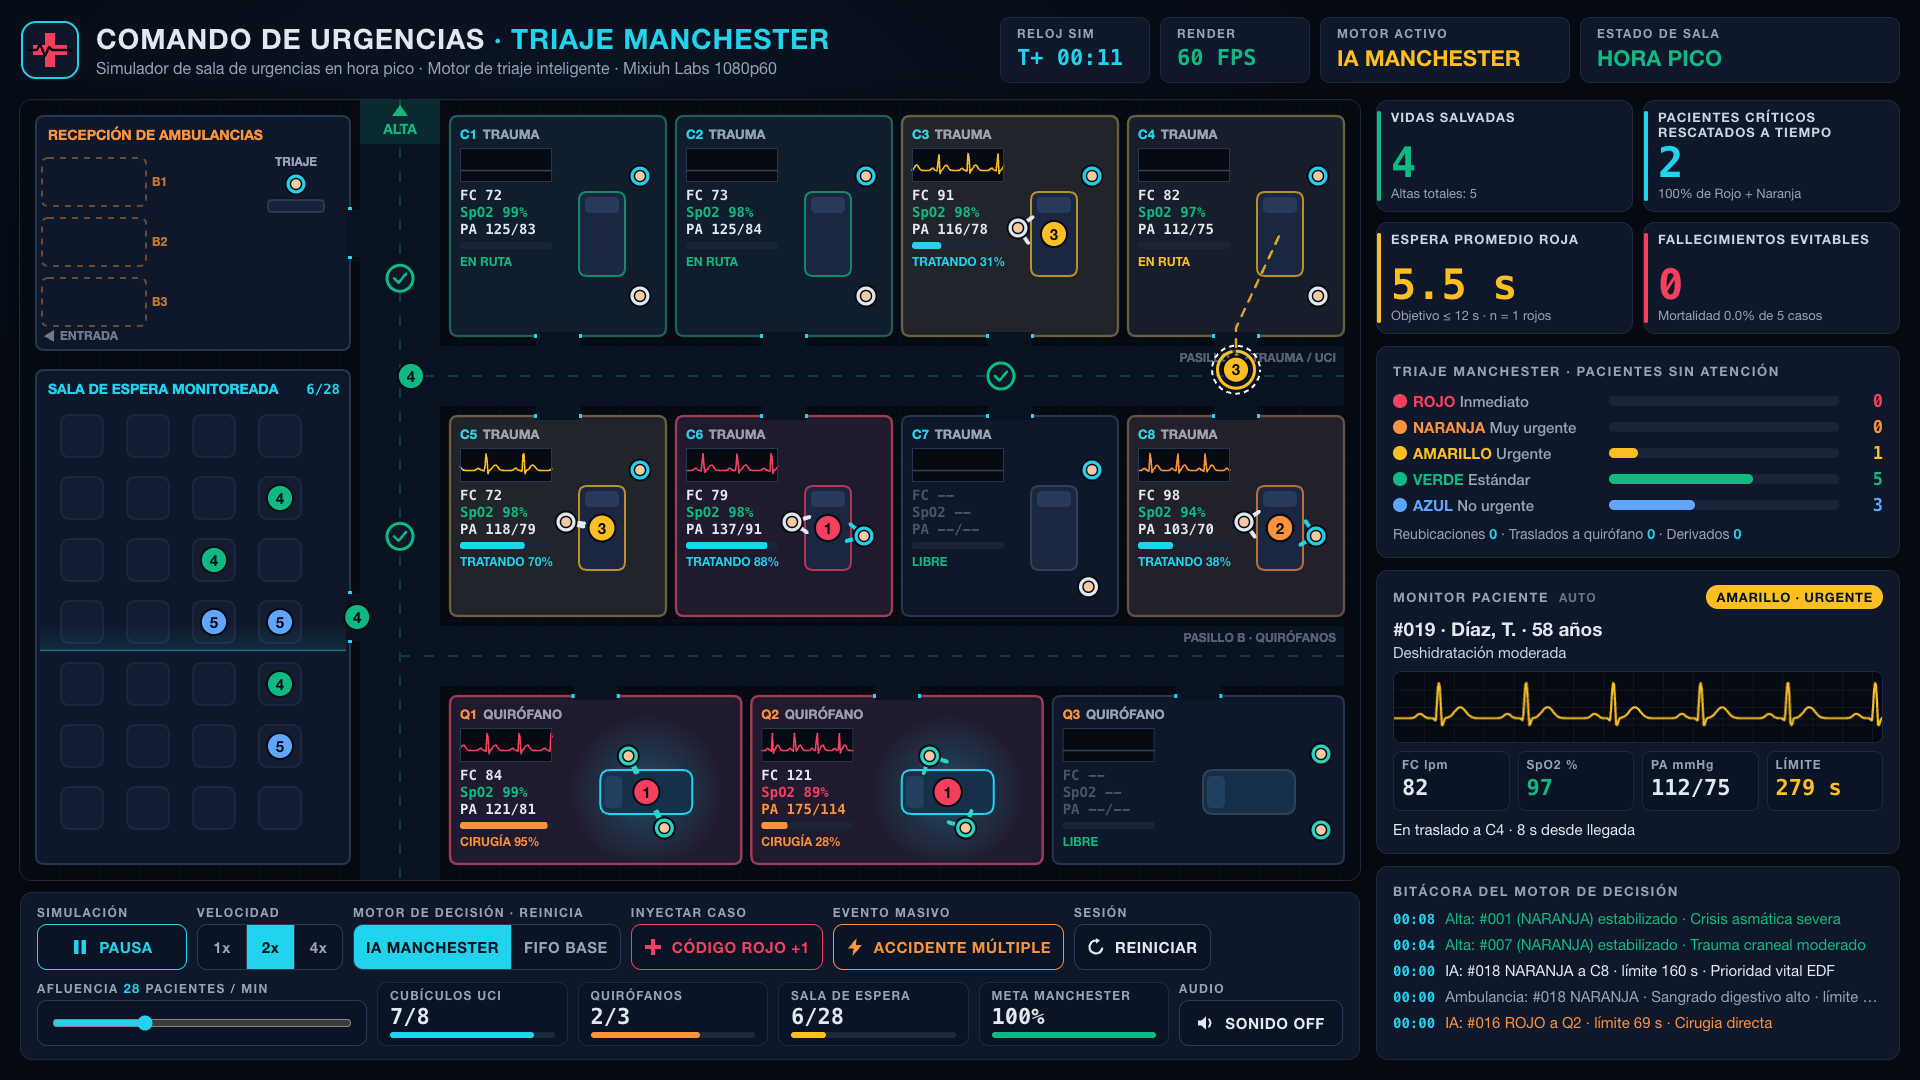 COMANDO DE URGENCIAS · TRIAJE MANCHESTER
Simulador de sala de urgencias en hora pico · Motor de triaje inteligente · Mixiuh Labs 1080p60
RELOJ SIM
T+ 00:11
RENDER
60 FPS
MOTOR ACTIVO
IA MANCHESTER
ESTADO DE SALA
HORA PICO
RECEPCIÓN DE AMBULANCIAS
TRIAJE
B1
B2
B3
ENTRADA
ALTA
SALA DE ESPERA MONITOREADA 6/28
4
4
5
5
4
4
5
4
C1 TRAUMA
FC 72
SpO2 99%
PA 125/83
EN RUTA
C2 TRAUMA
FC 73
SpO2 98%
PA 125/84
EN RUTA
C3 TRAUMA
FC 91
SpO2 98%
PA 116/78
TRATANDO 31%
3
C4 TRAUMA
FC 82
SpO2 97%
PA 112/75
EN RUTA
TRAUMA / UCI
3
C5 TRAUMA
FC 72
SpO2 98%
PA 118/79
TRATANDO 70%
3
C6 TRAUMA
FC 79
SpO2 98%
PA 137/91
TRATANDO 88%
1
C7 TRAUMA
FC --
SpO2 --
PA --/--
LIBRE
C8 TRAUMA
FC 98
SpO2 94%
PA 103/70
TRATANDO 38%
2
PASILLO B · QUIRÓFANOS
Q1 QUIRÓFANO
FC 84
SpO2 99%
PA 121/81
CIRUGÍA 95%
1
Q2 QUIRÓFANO
FC 121
SpO2 89%
PA 175/114
CIRUGÍA 28%
1
Q3 QUIRÓFANO
FC --
SpO2 --
PA --/--
LIBRE
VIDAS SALVADAS
4
Altas totales: 5
PACIENTES CRÍTICOS
RESCATADOS A TIEMPO
2
100% de Rojo + Naranja
ESPERA PROMEDIO ROJA
5.5 s
Objetivo ≤ 12 s · n = 1 rojos
FALLECIMIENTOS EVITABLES
0
Mortalidad 0.0% de 5 casos
TRIAJE MANCHESTER · PACIENTES SIN ATENCIÓN
ROJO Inmediato 0
NARANJA Muy urgente 0
AMARILLO Urgente 1
VERDE Estándar 5
AZUL No urgente 3
Reubicaciones 0 · Traslados a quirófano 0 · Derivados 0
MONITOR PACIENTE AUTO
AMARILLO · URGENTE
#019 · Díaz, T. · 58 años
Deshidratación moderada
FC lpm
82
SpO2 %
97
PA mmHg
112/75
LÍMITE
279 s
En traslado a C4 · 8 s desde llegada
BITÁCORA DEL MOTOR DE DECISIÓN
00:08 Alta: #001 (NARANJA) estabilizado · Crisis asmática severa
00:04 Alta: #007 (NARANJA) estabilizado · Trauma craneal moderado
00:00 IA: #018 NARANJA a C8 · límite 160 s · Prioridad vital EDF
00:00 Ambulancia: #018 NARANJA · Sangrado digestivo alto · límite …
00:00 IA: #016 ROJO a Q2 · límite 69 s · Cirugia directa
SIMULACIÓN
PAUSA
VELOCIDAD
1x 2x 4x
MOTOR DE DECISIÓN · REINICIA
IA MANCHESTER FIFO BASE
INYECTAR CASO
CÓDIGO ROJO +1
EVENTO MASIVO
ACCIDENTE MÚLTIPLE
SESIÓN
REINICIAR
AFLUENCIA 28 PACIENTES / MIN
CUBÍCULOS UCI
7/8
QUIRÓFANOS
2/3
SALA DE ESPERA
6/28
META MANCHESTER
100%
AUDIO
SONIDO OFF